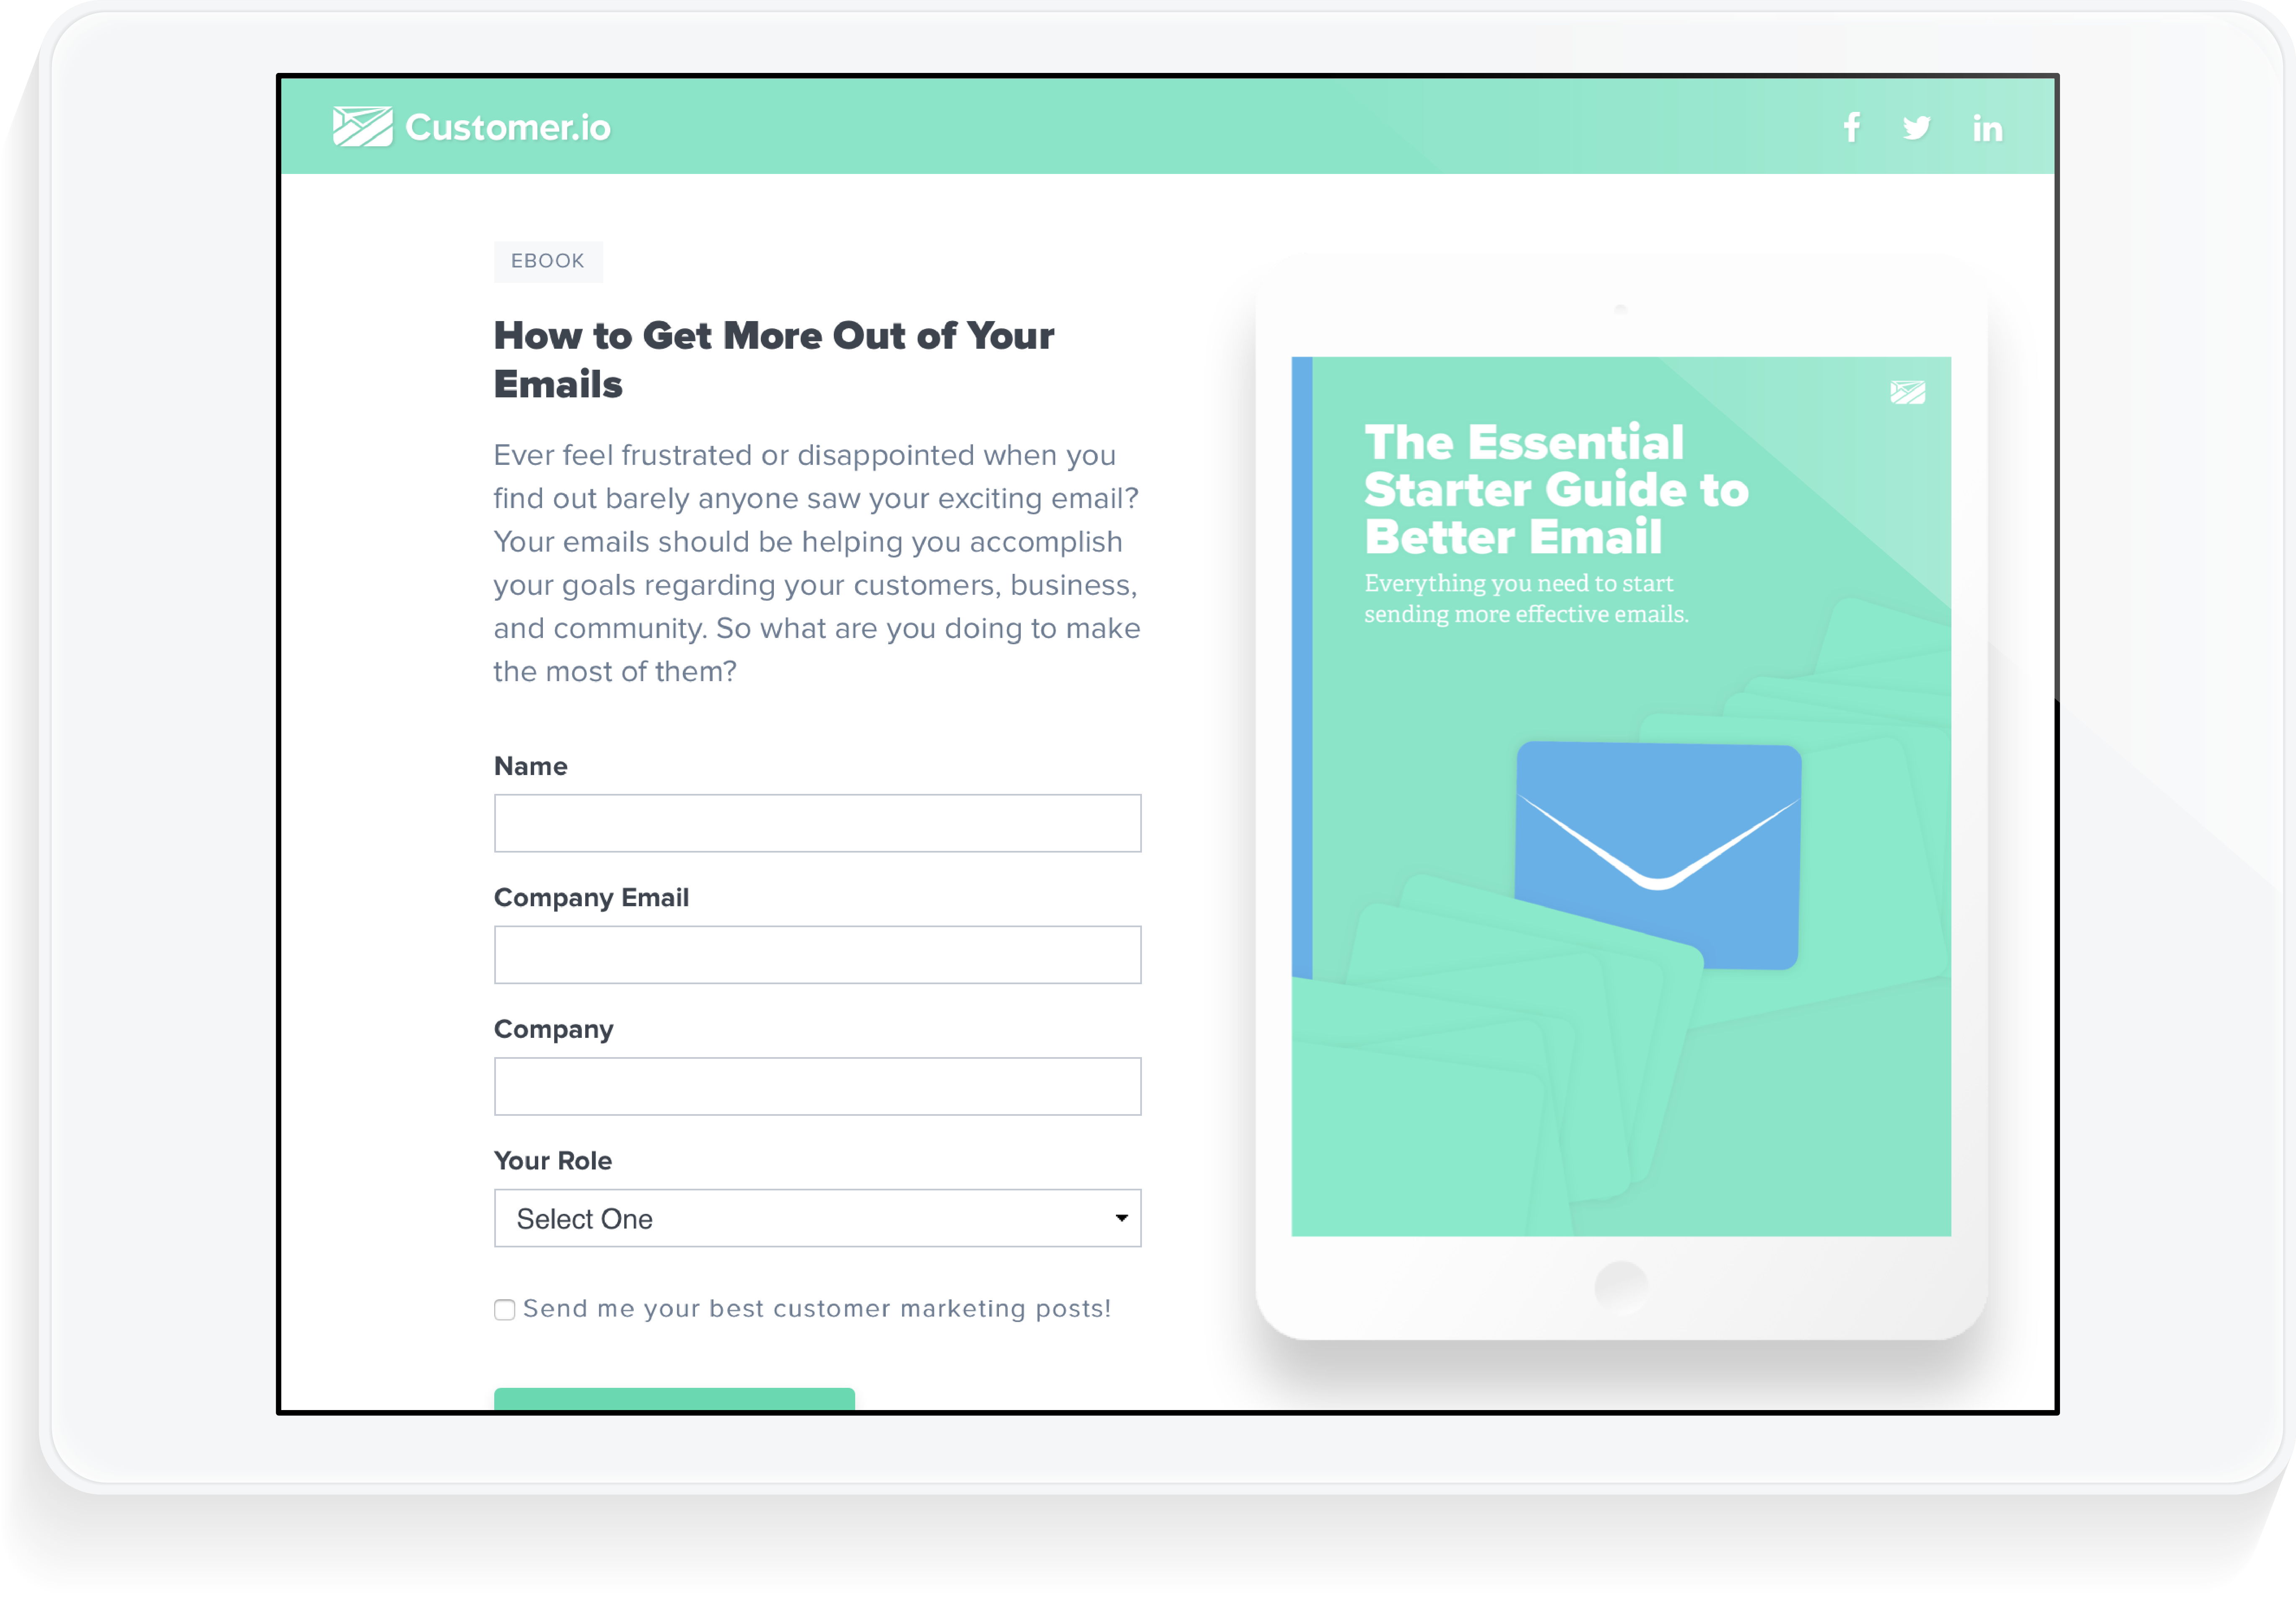 Customer.io
EBOOK
How to Get More Out of Your
Emails
Ever feel frustrated or disappointed when you
find out barely anyone saw your exciting email?
Your emails should be helping you accomplish
your goals regarding your customers, business,
and community. So what are you doing to make
the most of them?
Name
Company Email
Company
Your Role
Select One
Send me your best customer marketing posts!
The Essential
Starter Guide to
Better Email
Everything you need to start
sending more effective emails.